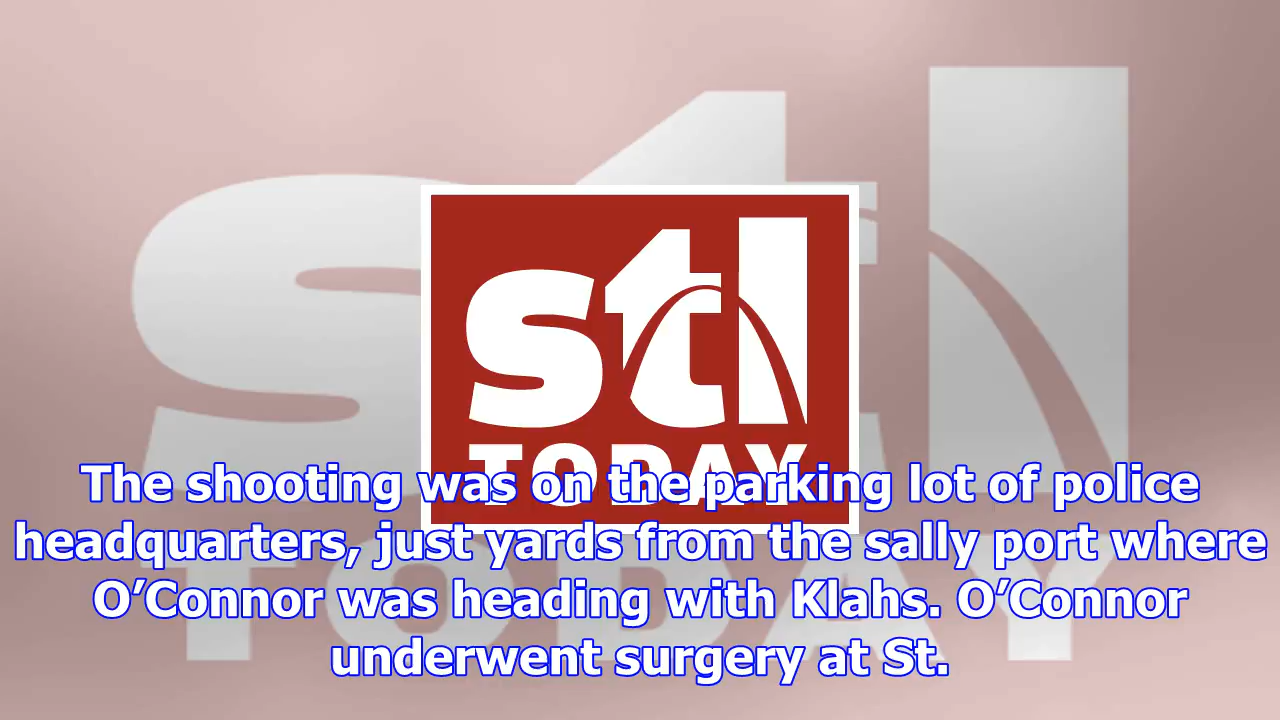 stl
TODAY
The shooting was on the parking lot of police
headquarters, just yards from the sally port where
O’Connor was heading with Klahs. O’Connor
underwent surgery at St.